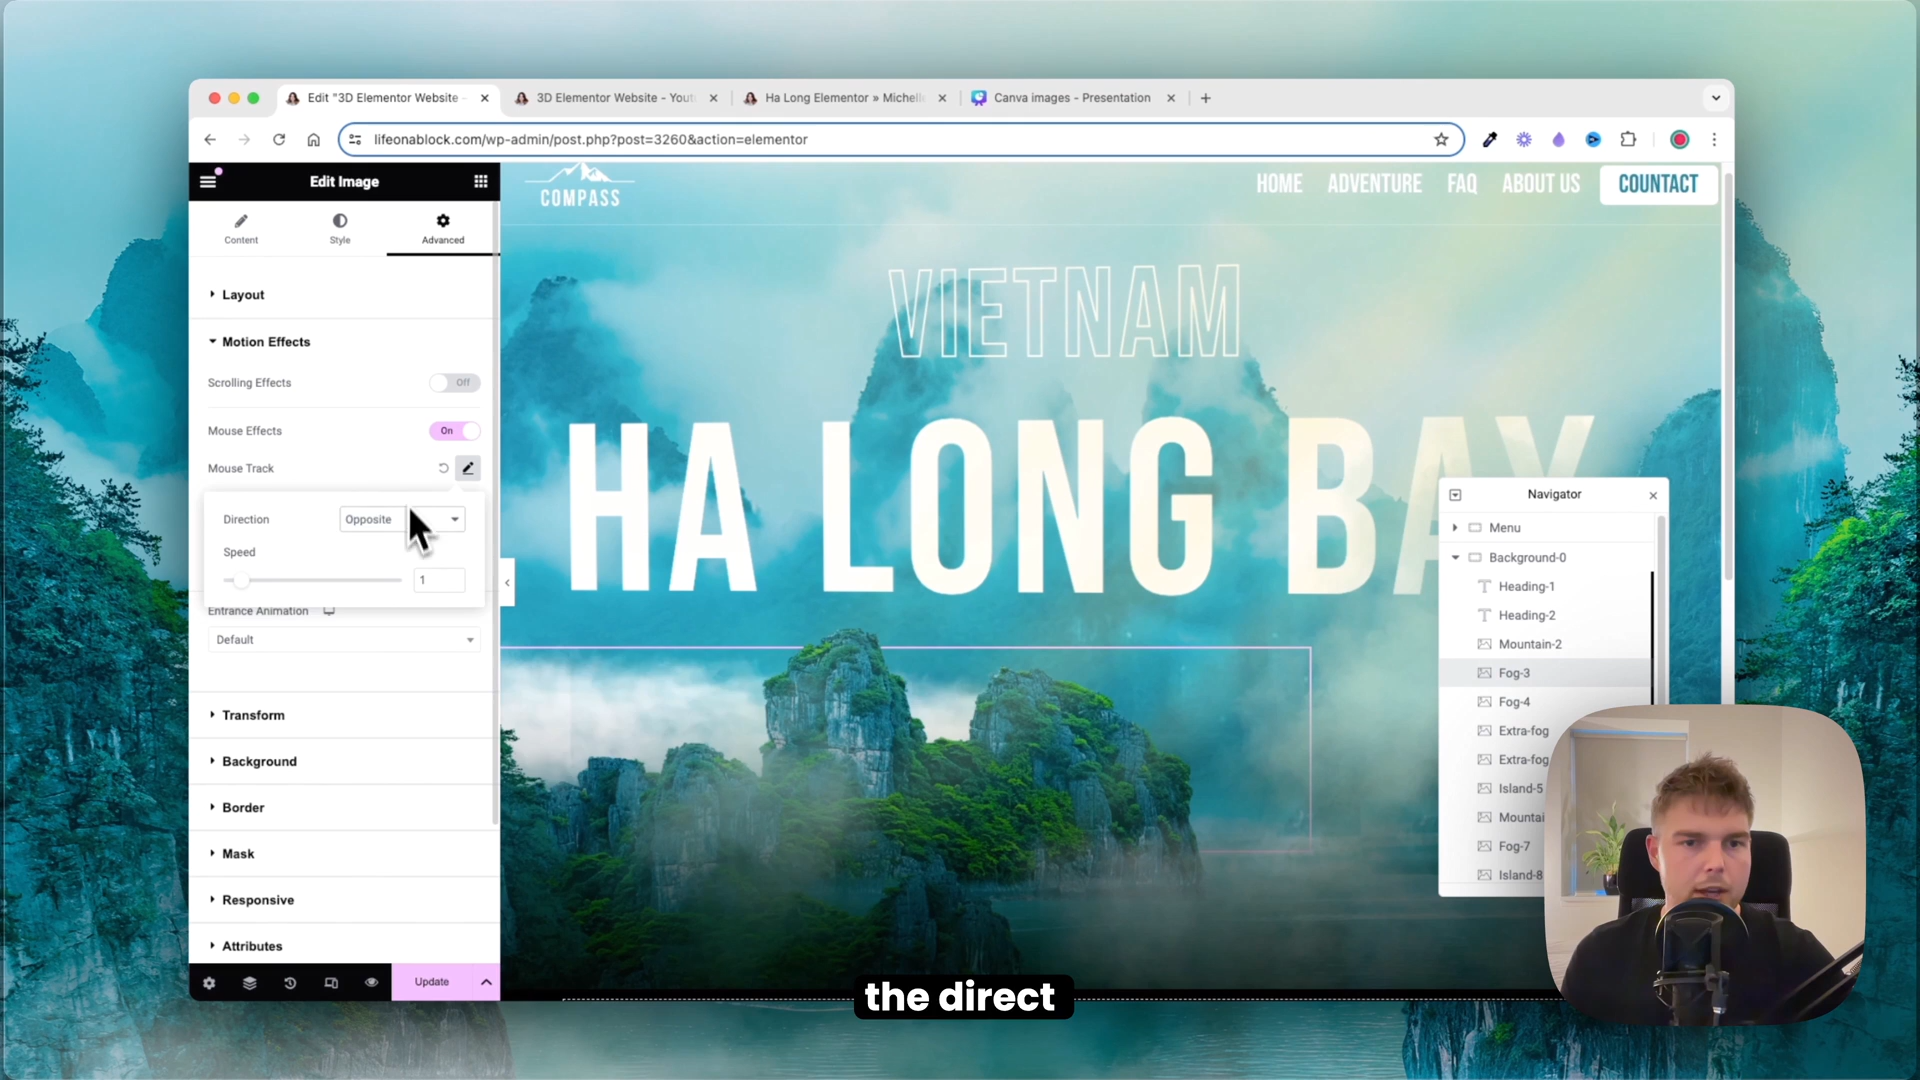 Edit "3D Elementor Website -
3D Elementor Website - Yout
Ha Long Elementor » Michell
Canva images - Presentation
lifeonablock.com/wp-admin/post.php?post=3260&action=elementor
Edit Image
Content
Style
Advanced
Layout
Motion Effects
Scrolling Effects
Off
Mouse Effects
On
Mouse Track
Direction
Opposite
Speed
1
Entrance Animation
Default
Transform
Background
Border
Mask
Responsive
Attributes
Update
COMPASS
HOME
ADVENTURE
FAQ
ABOUT US
COUNTACT
VIETNAM
HA LONG BAY
Navigator
Menu
Background-0
Heading-1
Heading-2
Mountain-2
Fog-3
Fog-4
Extra-fog
Extra-fog
Island-5
Mountai
Fog-7
Island-8
the direct